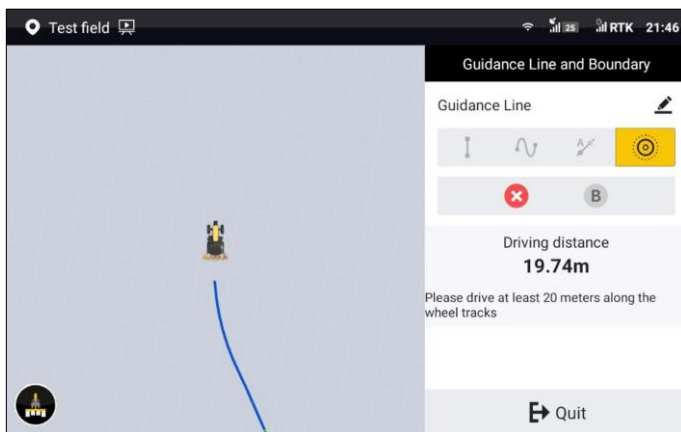 Test field
25
RTK
21:46
Guidance Line and Boundary
Guidance Line
A
B
Driving distance
19.74m
Please drive at least 20 meters along the
wheel tracks
Quit